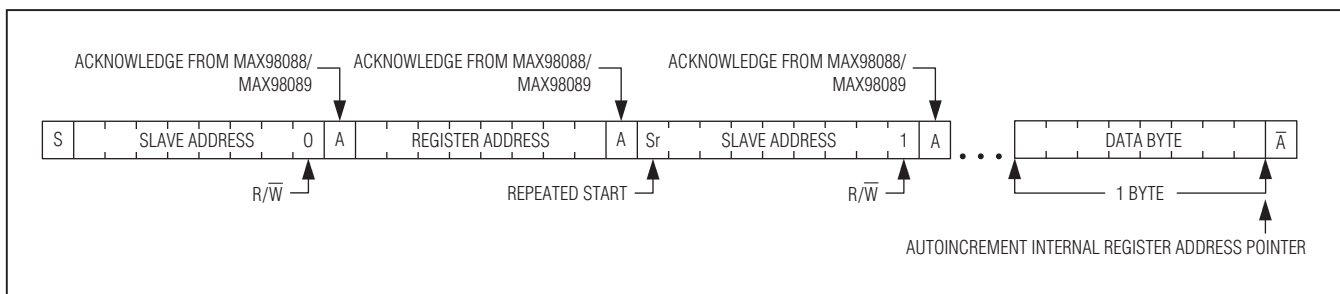 ACKNOWLEDGE FROM MAX98088/
MAX98089
ACKNOWLEDGE FROM MAX98088/
MAX98089
ACKNOWLEDGE FROM MAX98088/
MAX98089
S SLAVE ADDRESS 0 A REGISTER ADDRESS A Sr SLAVE ADDRESS 1 A ... DATA BYTE A̅
R/W̅ REPEATED START R/W̅ 1 BYTE
AUTOINCREMENT INTERNAL REGISTER ADDRESS POINTER